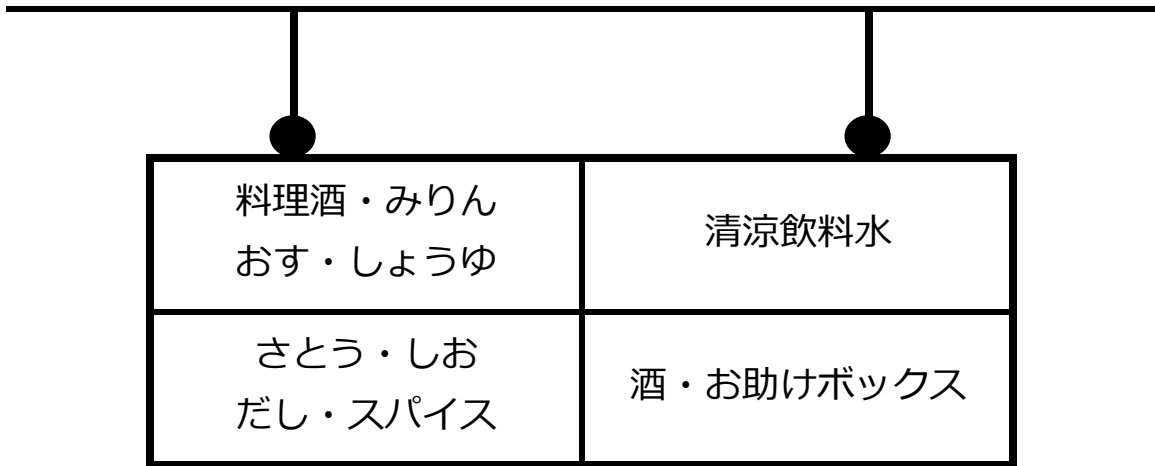 料理酒・みりん
おす・しょうゆ
清涼飲料水
さとう・しお
だし・スパイス
酒・お助けボックス